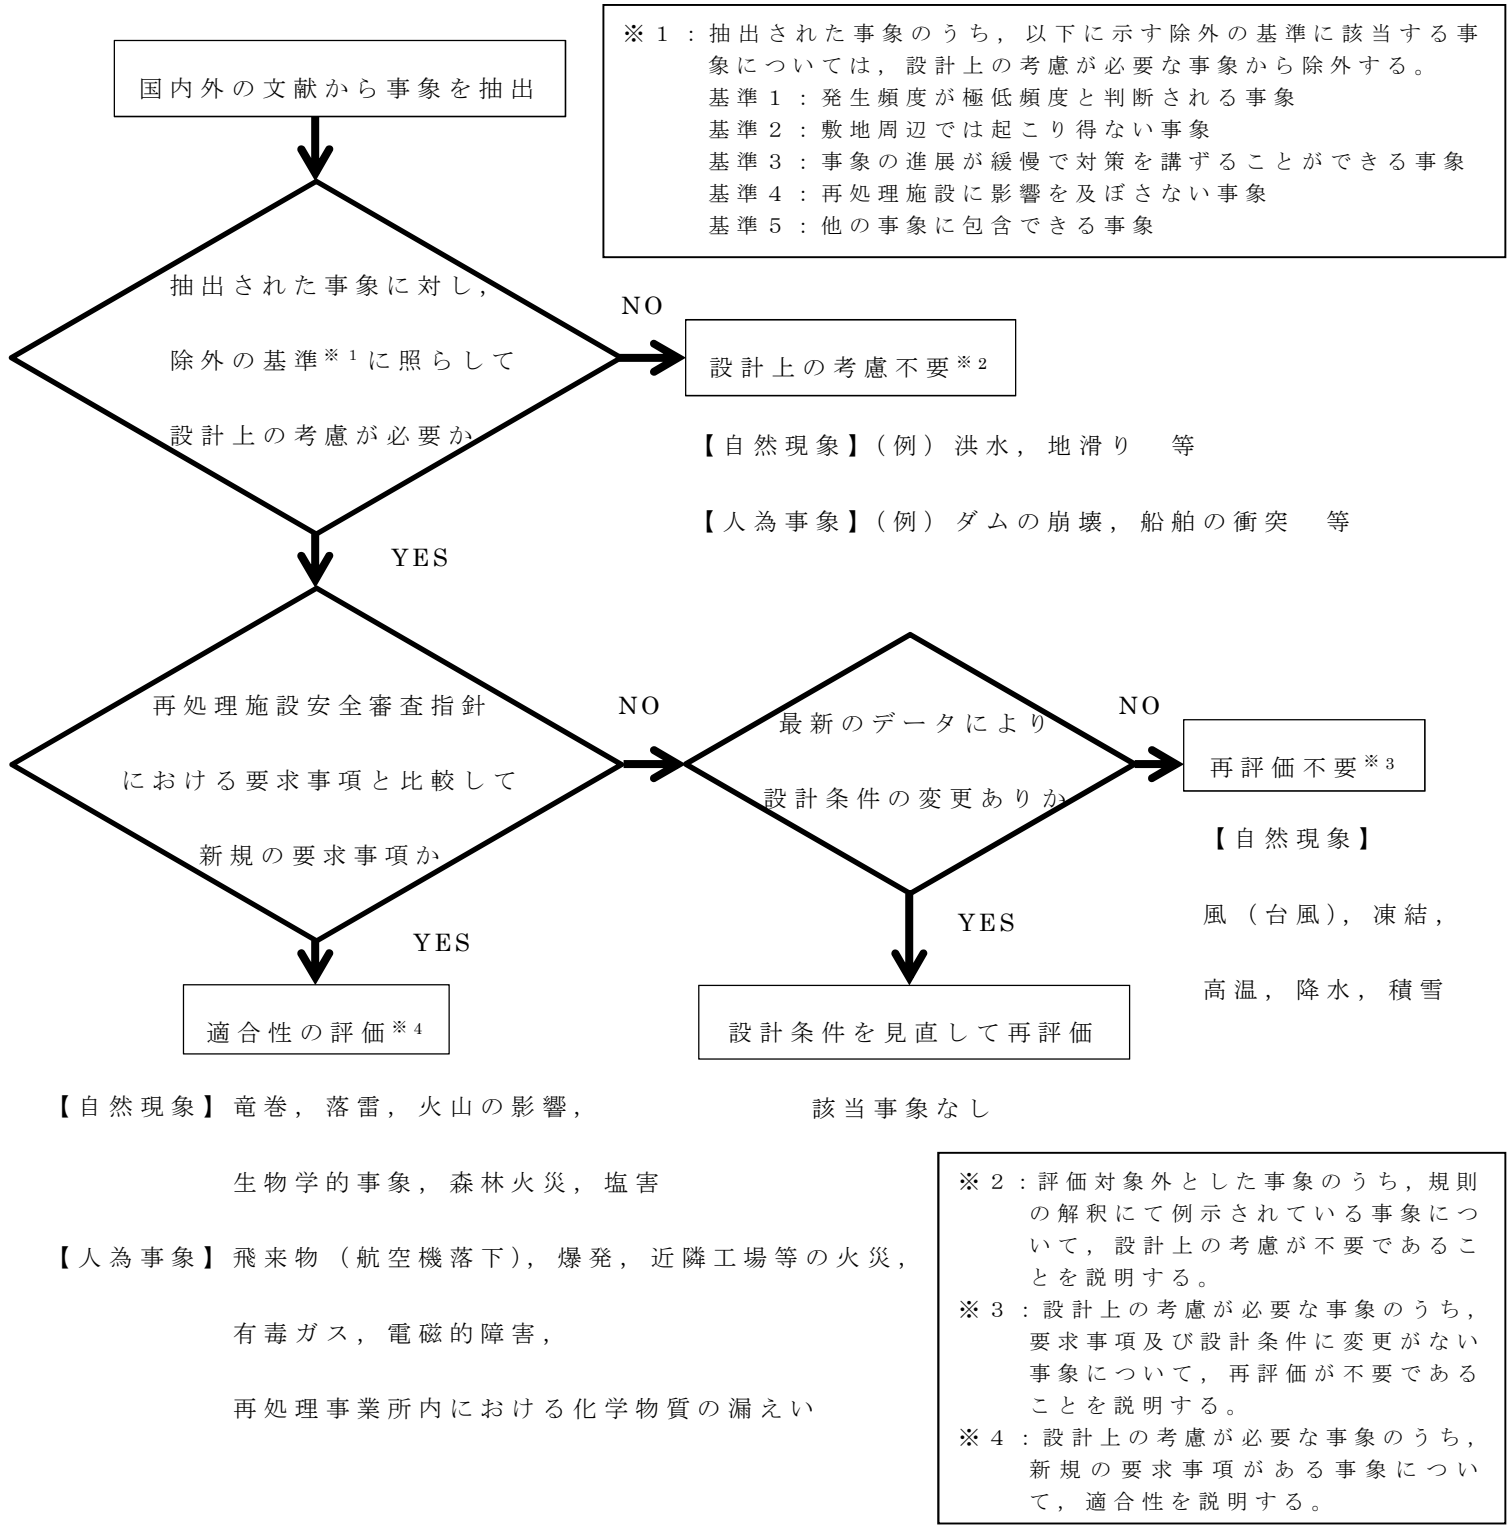 国内外の文献から事象を抽出
※1：抽出された事象のうち，以下に示す除外の基準に該当する事
象については，設計上の考慮が必要な事象から除外する。
基準1：発生頻度が極低頻度と判断される事象
基準2：敷地周辺では起こり得ない事象
基準3：事象の進展が緩慢で対策を講ずることができる事象
基準4：再処理施設に影響を及ぼさない事象
基準5：他の事象に包含できる事象
抽出された事象に対し，
除外の基準※1に照らして
設計上の考慮が必要か
NO
設計上の考慮不要※2
【自然現象】（例）洪水，地滑り　等
【人為事象】（例）ダムの崩壊，船舶の衝突　等
YES
再処理施設安全審査指針
における要求事項と比較して
新規の要求事項か
NO
最新のデータにより
設計条件の変更ありか
NO
再評価不要※3
【自然現象】
風（台風），凍結，
高温，降水，積雪
YES
適合性の評価※4
YES
設計条件を見直して再評価
【自然現象】竜巻，落雷，火山の影響，
生物学的事象，森林火災，塩害
【人為事象】飛来物（航空機落下），爆発，近隣工場等の火災，
有毒ガス，電磁的障害，
再処理事業所内における化学物質の漏えい
該当事象なし
※2：評価対象外とした事象のうち，規則
の解釈にて例示されている事象につ
いて，設計上の考慮が不要であるこ
とを説明する。
※3：設計上の考慮が必要な事象のうち，
要求事項及び設計条件に変更がない
事象について，再評価が不要である
ことを説明する。
※4：設計上の考慮が必要な事象のうち，
新規の要求事項がある事象につい
て，適合性を説明する。